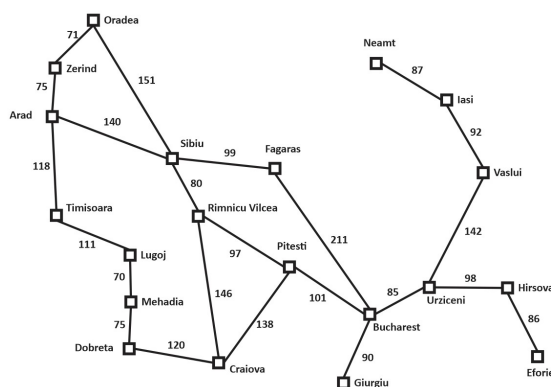 Oradea
71
Neamt
87
Zerind
75
151
Iasi
Arad
140
92
Sibiu
99
Fagaras
118
80
Vaslui
Timisoara
Rimnicu Vilcea
111
97
Pitesti
211
142
Lugoj
70
146
101
85
98
Hirsova
Mehadia
Urziceni
75
138
Bucharest
86
Dobreta
120
90
Eforie
Craiova
Giurgiu